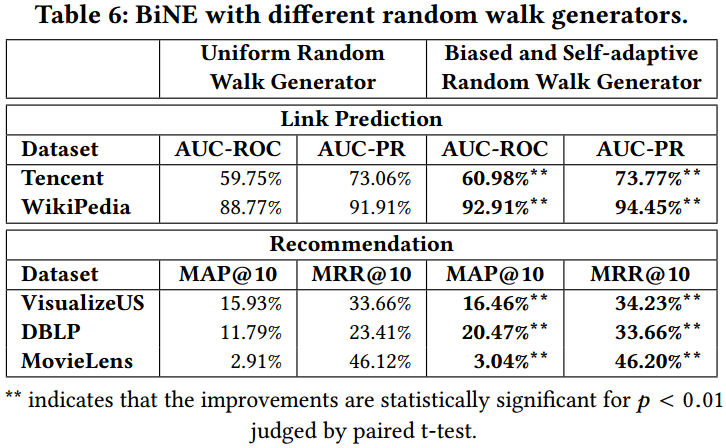 Table 6: BiNE with different random walk generators.
Uniform Random Walk Generator Biased and Self-adaptive Random Walk Generator
Link Prediction
Dataset AUC-ROC AUC-PR AUC-ROC AUC-PR
Tencent 59.75% 73.06% 60.98%** 73.77%**
WikiPedia 88.77% 91.91% 92.91%** 94.45%**
Recommendation
Dataset MAP@10 MRR@10 MAP@10 MRR@10
VisualizeUS 15.93% 33.66% 16.46%** 34.23%**
DBLP 11.79% 23.41% 20.47%** 33.66%**
MovieLens 2.91% 46.12% 3.04%** 46.20%**
** indicates that the improvements are statistically significant for p < 0.01
judged by paired t-test.